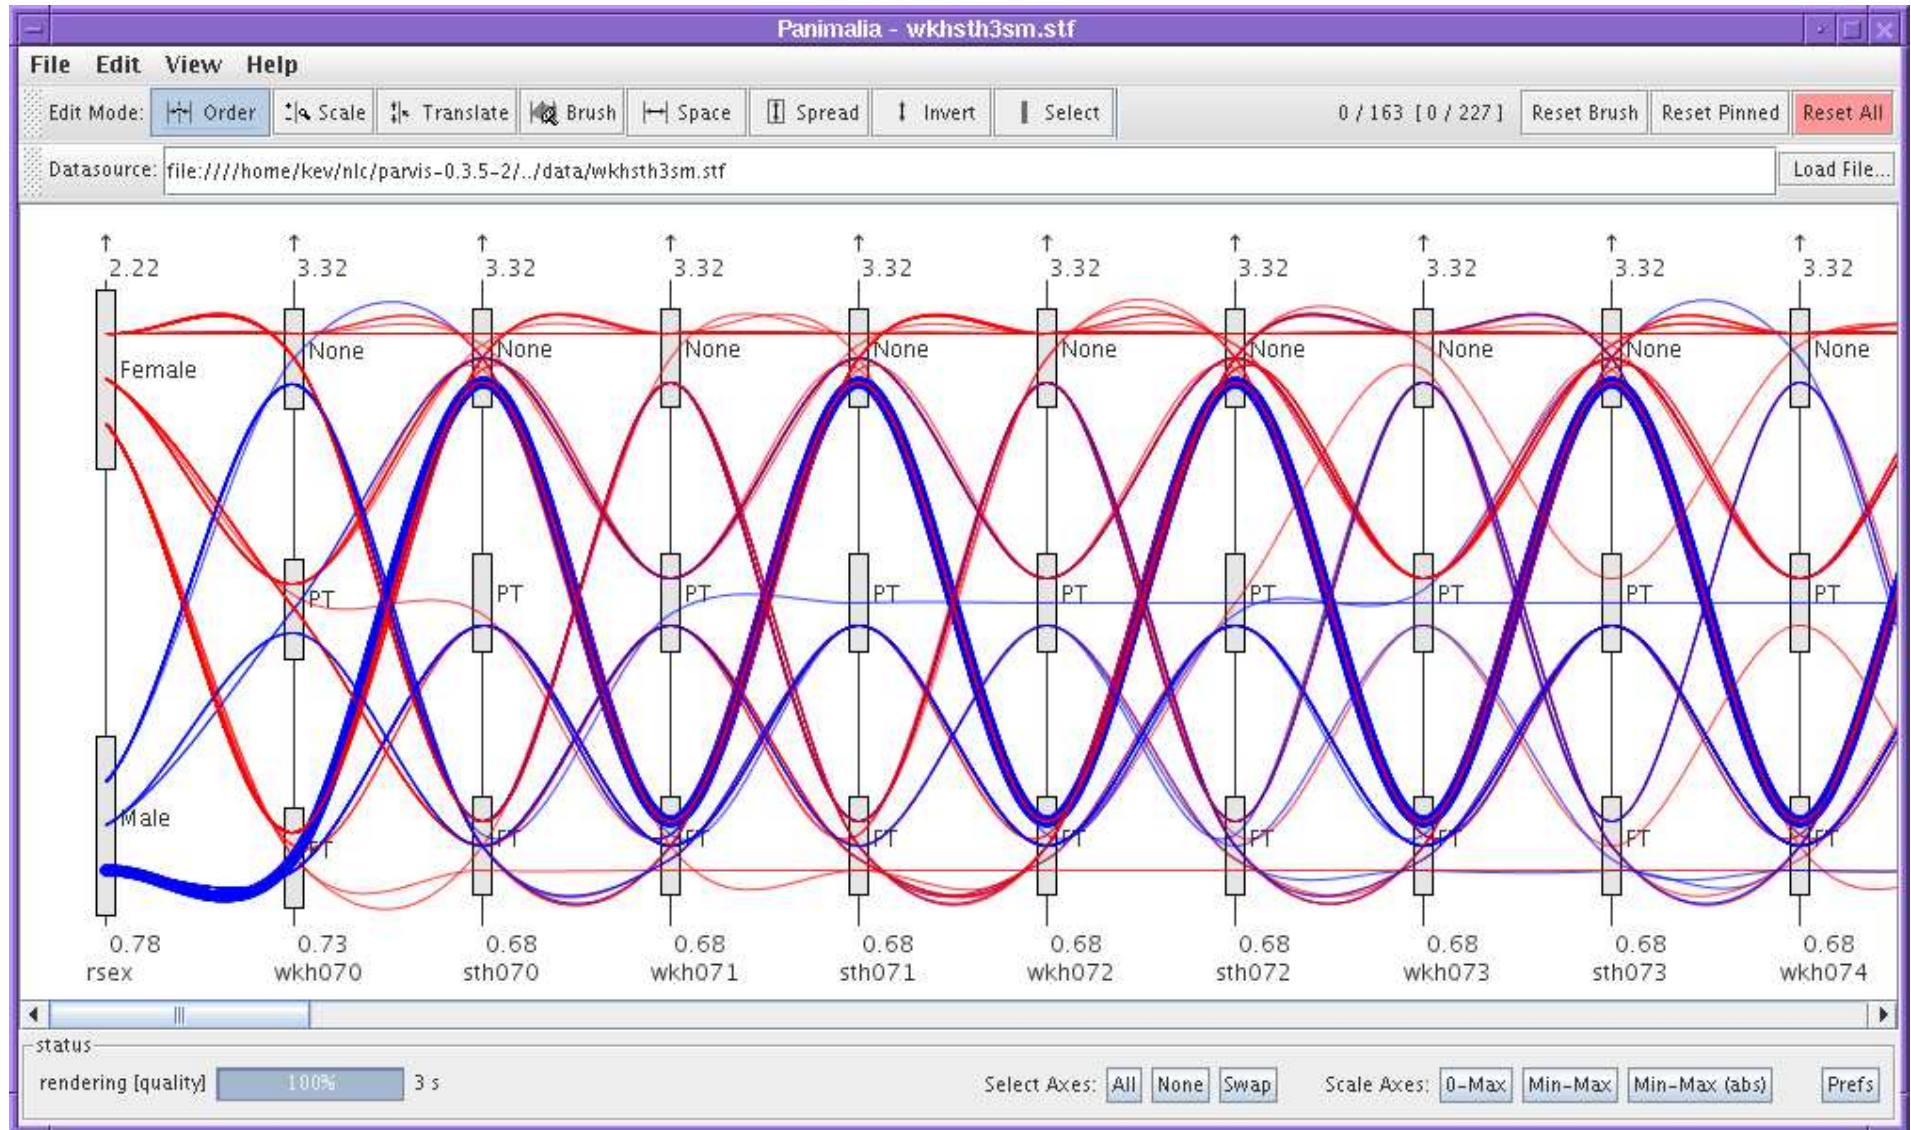 Panimalia - wkhsth3sm.stf
File Edit View Help
Edit Mode: Order Scale Translate Brush Space Spread Invert Select 0 / 163 [ 0 / 227 ] Reset Brush Reset Pinned Reset All
Datasource: file:////home/kev/nlc/parvis-0.3.5-2/../data/wkhsth3sm.stf Load File...
2.22 3.32 3.32 3.32 3.32 3.32 3.32 3.32 3.32 3.32
None None None None None None None None None
Female
PT PT PT PT PT PT PT PT PT
Male
FT FT FT FT FT FT FT FT FT
0.78 0.73 0.68 0.68 0.68 0.68 0.68 0.68 0.68 0.68
rsex wkh070 sth070 wkh071 sth071 wkh072 sth072 wkh073 sth073 wkh074
status
rendering [quality] 100% 3 s Select Axes: All None Swap Scale Axes: 0-Max Min-Max Min-Max (abs) Prefs